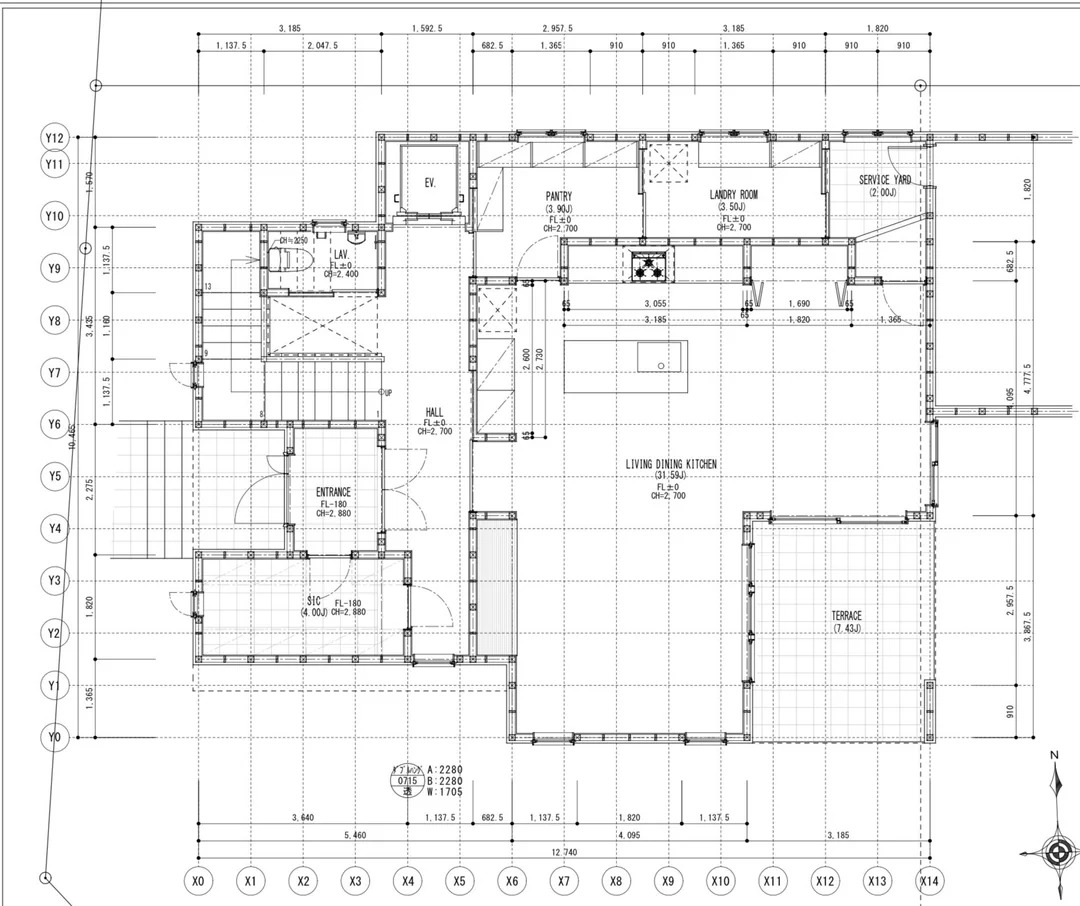 3,185
1,592.5
2,957.5
3,185
1,820
1,137.5
2,047.5
682.5
1,365
910
910
1,365
910
910
910
Y12
Y11
Y10
Y9
Y8
Y7
Y6
Y5
Y4
Y3
Y2
Y1
Y0
1,570
3,435
10,465
2,275
1,820
1,365
1,137.5
1,160
1,137.5
EV.
PANTRY
(3.90J)
FL±0
CH=2,700
LANDRY ROOM
(3.50J)
FL±0
CH=2,700
SERVICE YARD
(2.00J)
CH≒2250
LAV.
FL±0
CH=2,400
13
9
8
1
UP
65
65
3,055
65
65
1,690
65
3,185
1,820
1,365
2,600
2,730
65
HALL
FL±0
CH=2,700
LIVING DINING KITCHEN
(31.59J)
FL±0
CH=2,700
ENTRANCE
FL-180
CH=2,880
SIC
(4.00J)
FL-180
CH=2,880
TERRACE
(7.43J)
1,820
682.5
4,095
4,777.5
2,957.5
3,867.5
910
0715
透
A:2280
B:2280
W:1705
N
3,640
1,137.5
682.5
1,137.5
1,820
1,137.5
5,460
4,095
3,185
12,740
X0
X1
X2
X3
X4
X5
X6
X7
X8
X9
X10
X11
X12
X13
X14